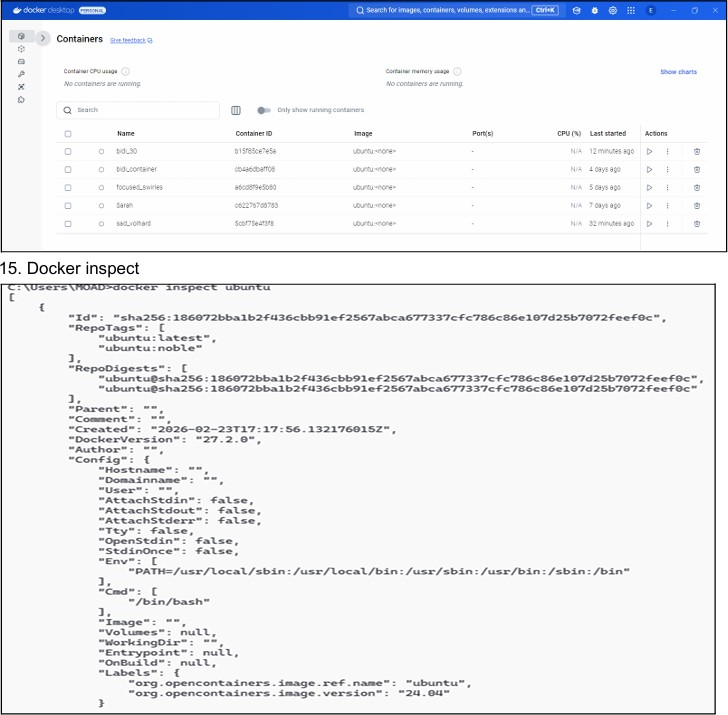 docker desktop PERSONAL Search for images, containers, volumes, extensions an... Ctrl+K E
Containers Give feedback
Container CPU usage
No containers are running.
Container memory usage
No containers are running.
Show charts
Search Only show running containers
Name Container ID Image Port(s) CPU (%) Last started Actions
bidi_30 b15f85ce7e5e ubuntu:<none> - N/A 12 minutes ago
bidi_container cb4a6dbaff08 ubuntu:<none> - N/A 4 days ago
focused_swirles a6cd8f9e5b80 ubuntu:<none> - N/A 5 days ago
Sarah c622767d8783 ubuntu:<none> - N/A 7 days ago
sad_volhard 5cbf75e4f3f8 ubuntu:<none> - N/A 32 minutes ago
15. Docker inspect
C:\Users\MOAD>docker inspect ubuntu
[
{
"Id": "sha256:186072bba1b2f436cbb91ef2567abca677337cfc786c86e107d25b7072feef0c",
"RepoTags": [
"ubuntu:latest",
"ubuntu:noble"
],
"RepoDigests": [
"ubuntu@sha256:186072bba1b2f436cbb91ef2567abca677337cfc786c86e107d25b7072feef0c",
"ubuntu@sha256:186072bba1b2f436cbb91ef2567abca677337cfc786c86e107d25b7072feef0c"
],
"Parent": "",
"Comment": "",
"Created": "2026-02-23T17:17:56.132176015Z",
"DockerVersion": "27.2.0",
"Author": "",
"Config": {
"Hostname": "",
"Domainname": "",
"User": "",
"AttachStdin": false,
"AttachStdout": false,
"AttachStderr": false,
"Tty": false,
"OpenStdin": false,
"StdinOnce": false,
"Env": [
"PATH=/usr/local/sbin:/usr/local/bin:/usr/sbin:/usr/bin:/sbin:/bin"
],
"Cmd": [
"/bin/bash"
],
"Image": "",
"Volumes": null,
"WorkingDir": "",
"Entrypoint": null,
"OnBuild": null,
"Labels": {
"org.opencontainers.image.ref.name": "ubuntu",
"org.opencontainers.image.version": "24.04"
}